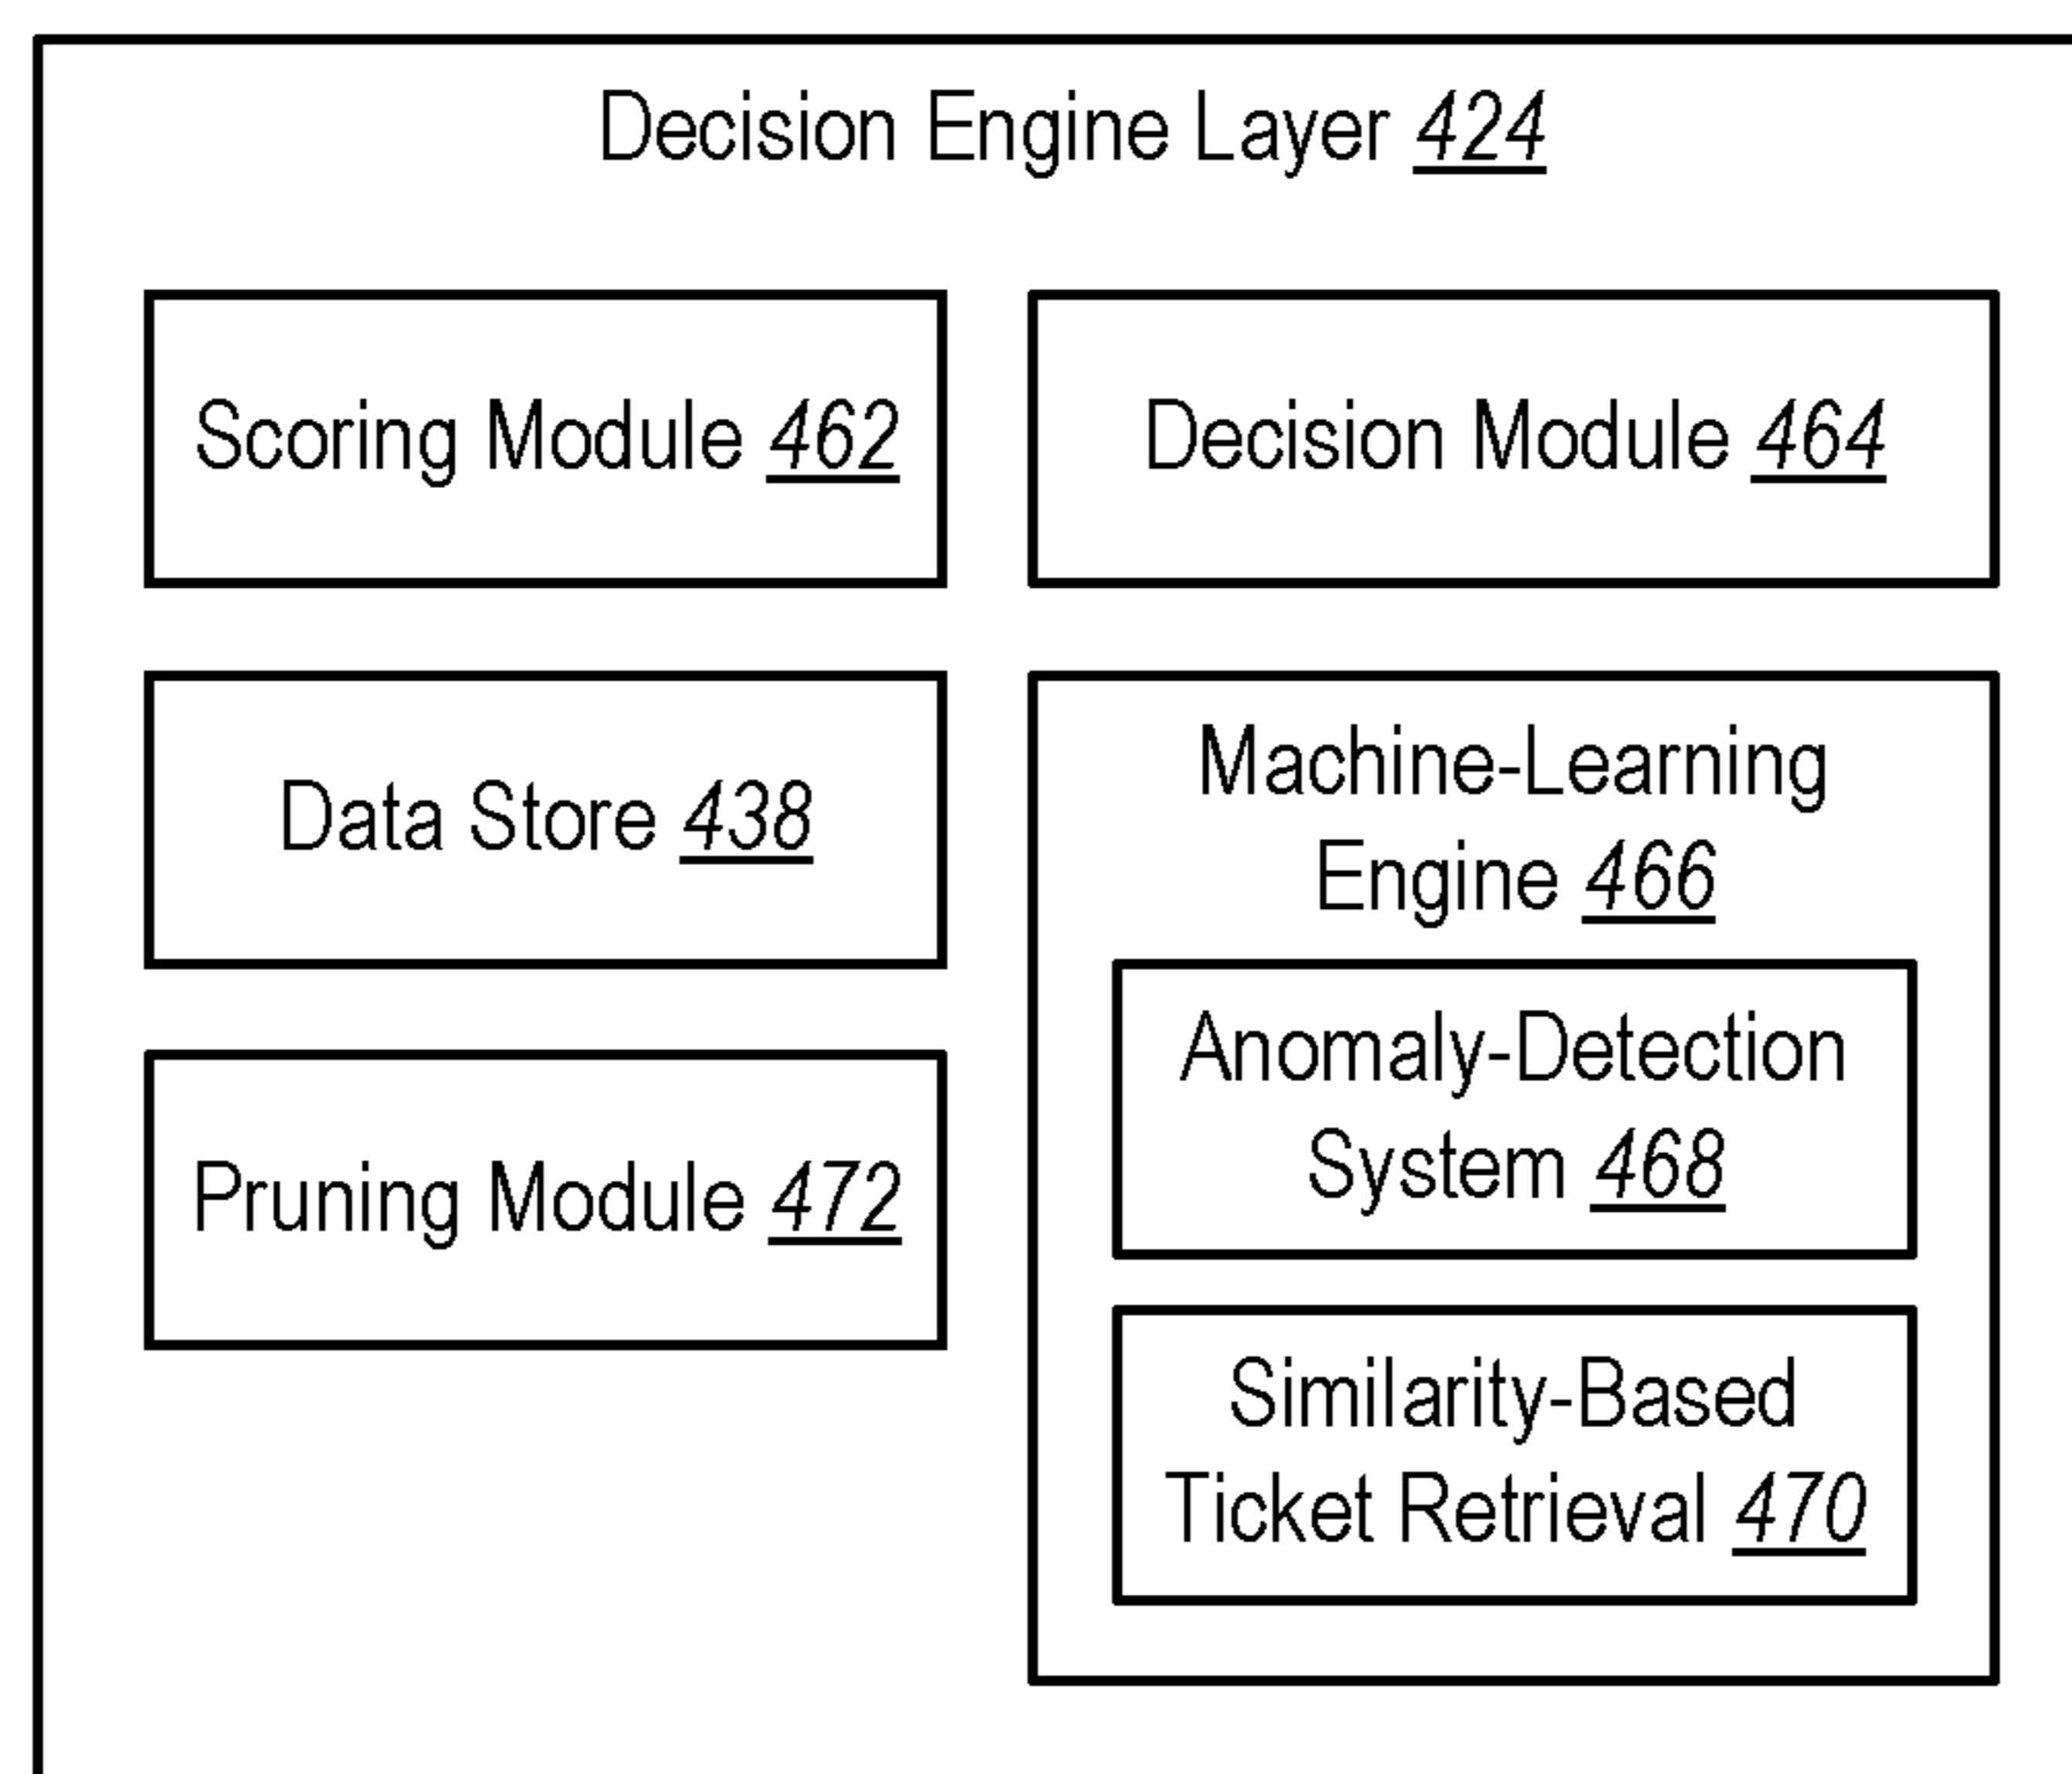 Decision Engine Layer 424
Scoring Module 462
Decision Module 464
Data Store 438
Machine-Learning
Engine 466
Anomaly-Detection
System 468
Pruning Module 472
Similarity-Based
Ticket Retrieval 470